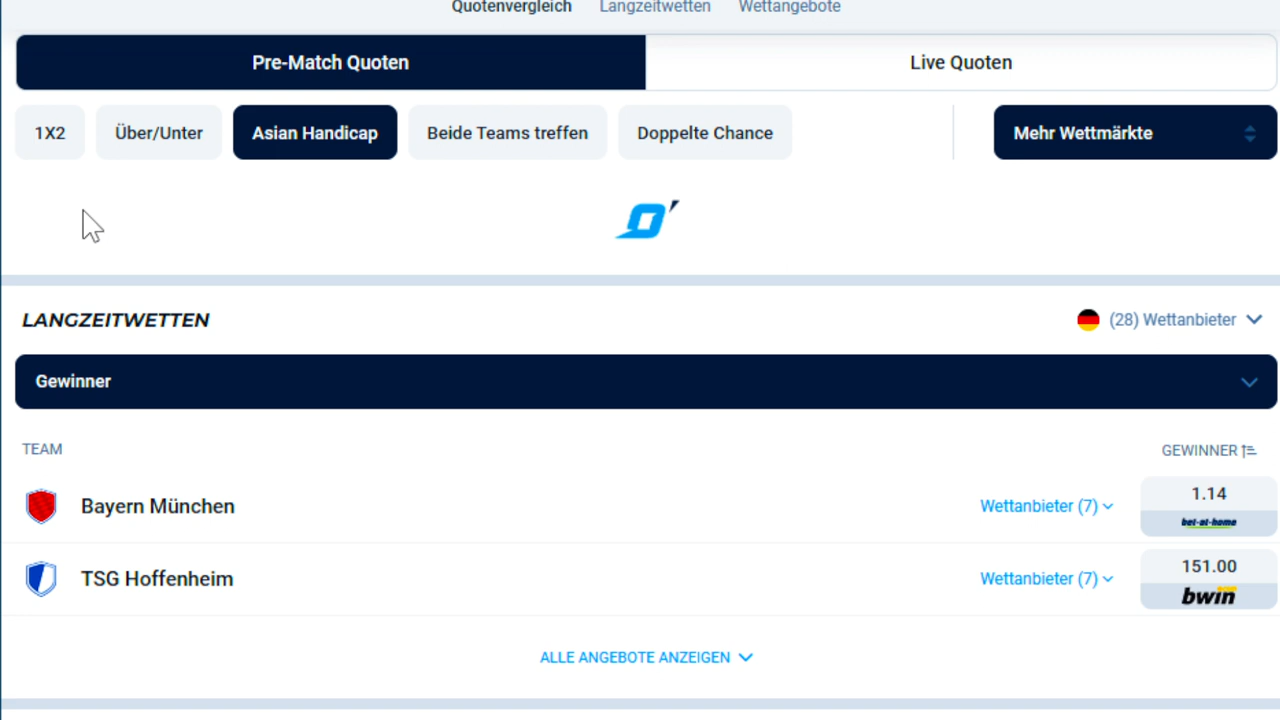 Quotenvergleich Langzeitwetten Wettangebote
Pre-Match Quoten Live Quoten
1X2 Über/Unter Asian Handicap Beide Teams treffen Doppelte Chance Mehr Wettmärkte
LANGZEITWETTEN (28) Wettanbieter
Gewinner
TEAM GEWINNER
Bayern München Wettanbieter (7) 1.14
bet-at-home
TSG Hoffenheim Wettanbieter (7) 151.00
bwin
ALLE ANGEBOTE ANZEIGEN